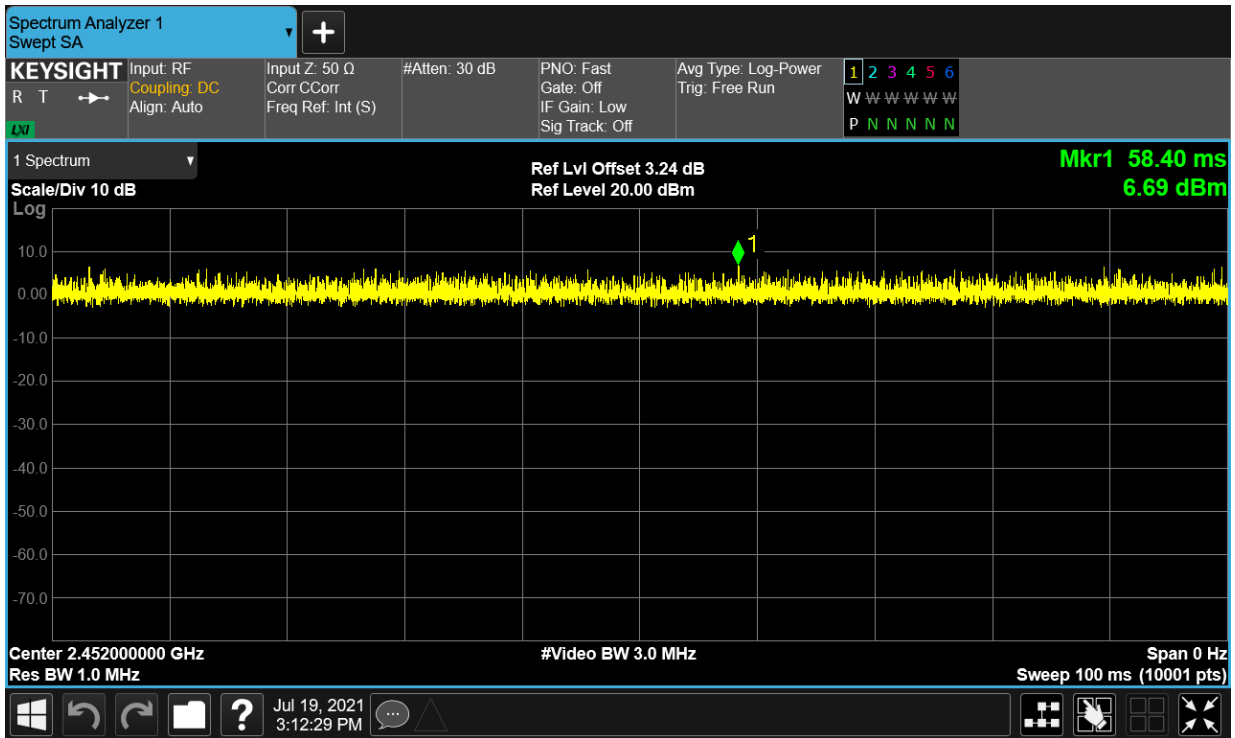 Spectrum Analyzer 1
Swept SA
▼
+
KEYSIGHT
R T
LXI
Input: RF
Coupling: DC
Align: Auto
Input Z: 50 Ω
Corr CCorr
Freq Ref: Int (S)
#Atten: 30 dB
PNO: Fast
Gate: Off
IF Gain: Low
Sig Track: Off
Avg Type: Log-Power
Trig: Free Run
1 2 3 4 5 6
W W W W W W
P N N N N N
1 Spectrum ▼
Scale/Div 10 dB
Log
Ref Lvl Offset 3.24 dB
Ref Level 20.00 dBm
Mkr1 58.40 ms
6.69 dBm
1
10.0
0.00
-10.0
-20.0
-30.0
-40.0
-50.0
-60.0
-70.0
Center 2.452000000 GHz
Res BW 1.0 MHz
#Video BW 3.0 MHz
Span 0 Hz
Sweep 100 ms (10001 pts)
?
Jul 19, 2021
3:12:29 PM